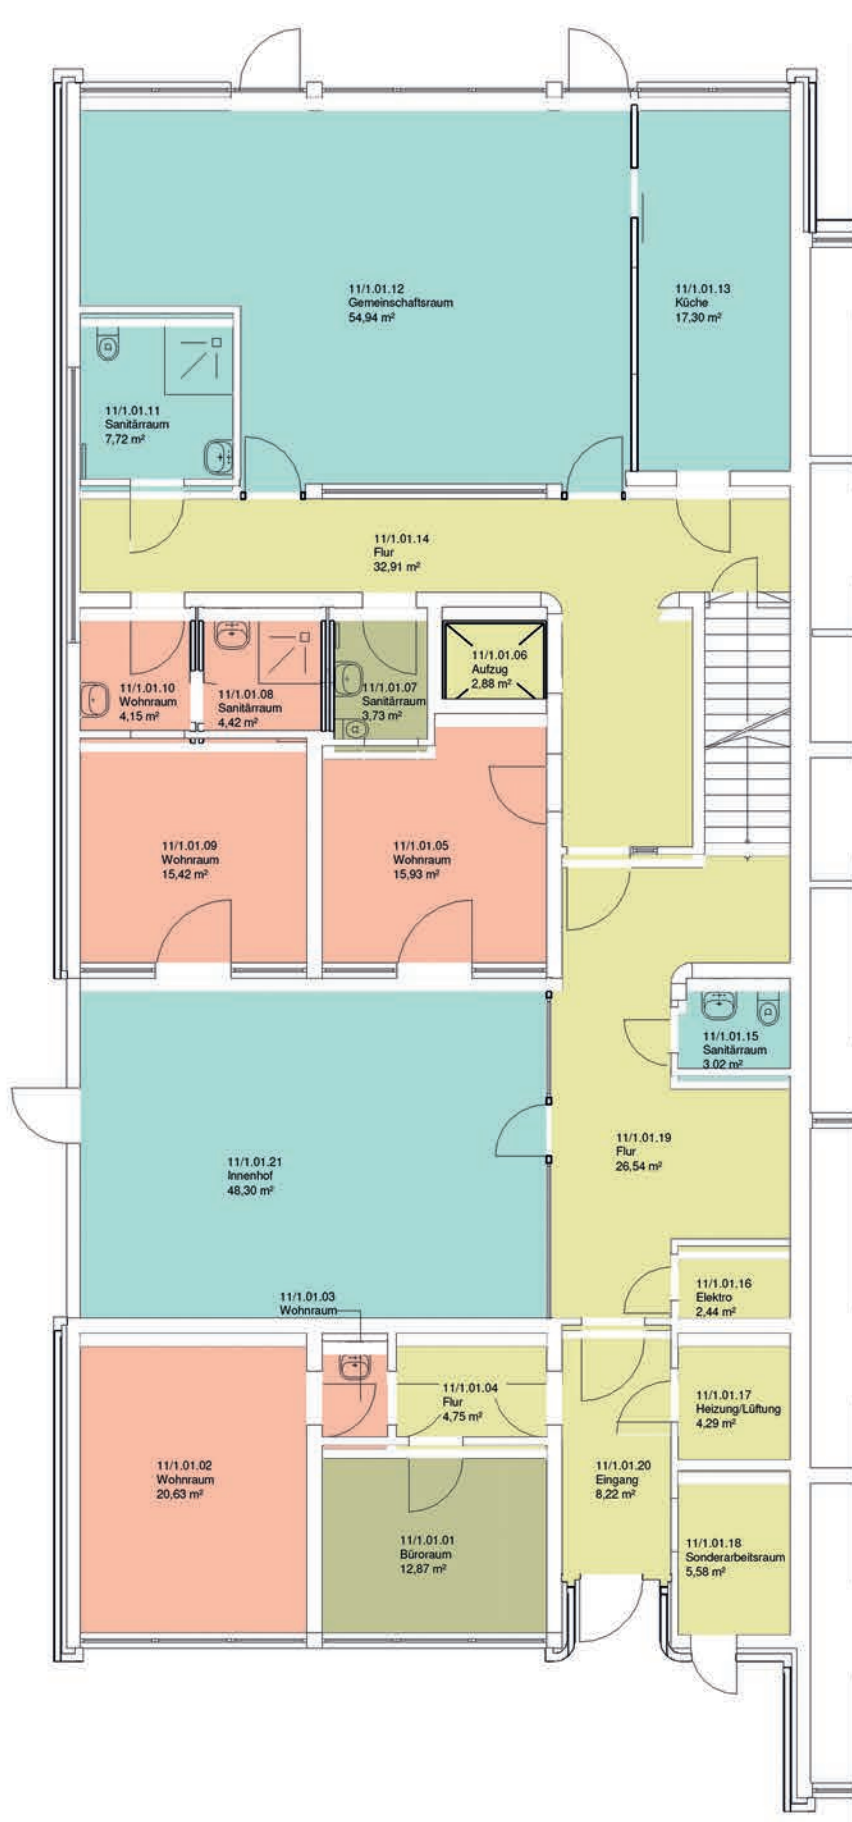 11/1.01.12
Gemeinschaftsraum
54,94 m²
11/1.01.13
Küche
17,30 m²
11/1.01.11
Sanitärraum
7,72 m²
11/1.01.14
Flur
32,91 m²
11/1.01.06
Aufzug
2,88 m²
11/1.01.10
Wohnraum
4,15 m²
11/1.01.08
Sanitärraum
4,42 m²
11/1.01.07
Sanitärraum
3,73 m²
11/1.01.09
Wohnraum
15,42 m²
11/1.01.05
Wohnraum
15,93 m²
11/1.01.15
Sanitärraum
3.02 m²
11/1.01.19
Flur
26,54 m²
11/1.01.21
Innenhof
48,30 m²
11/1.01.03
Wohnraum
11/1.01.16
Elektro
2,44 m²
11/1.01.04
Flur
4,75 m²
11/1.01.17
Heizung/Lüftung
4,29 m²
11/1.01.02
Wohnraum
20,63 m²
11/1.01.20
Eingang
8,22 m²
11/1.01.01
Büroraum
12,87 m²
11/1.01.18
Sonderarbeitsraum
5,58 m²